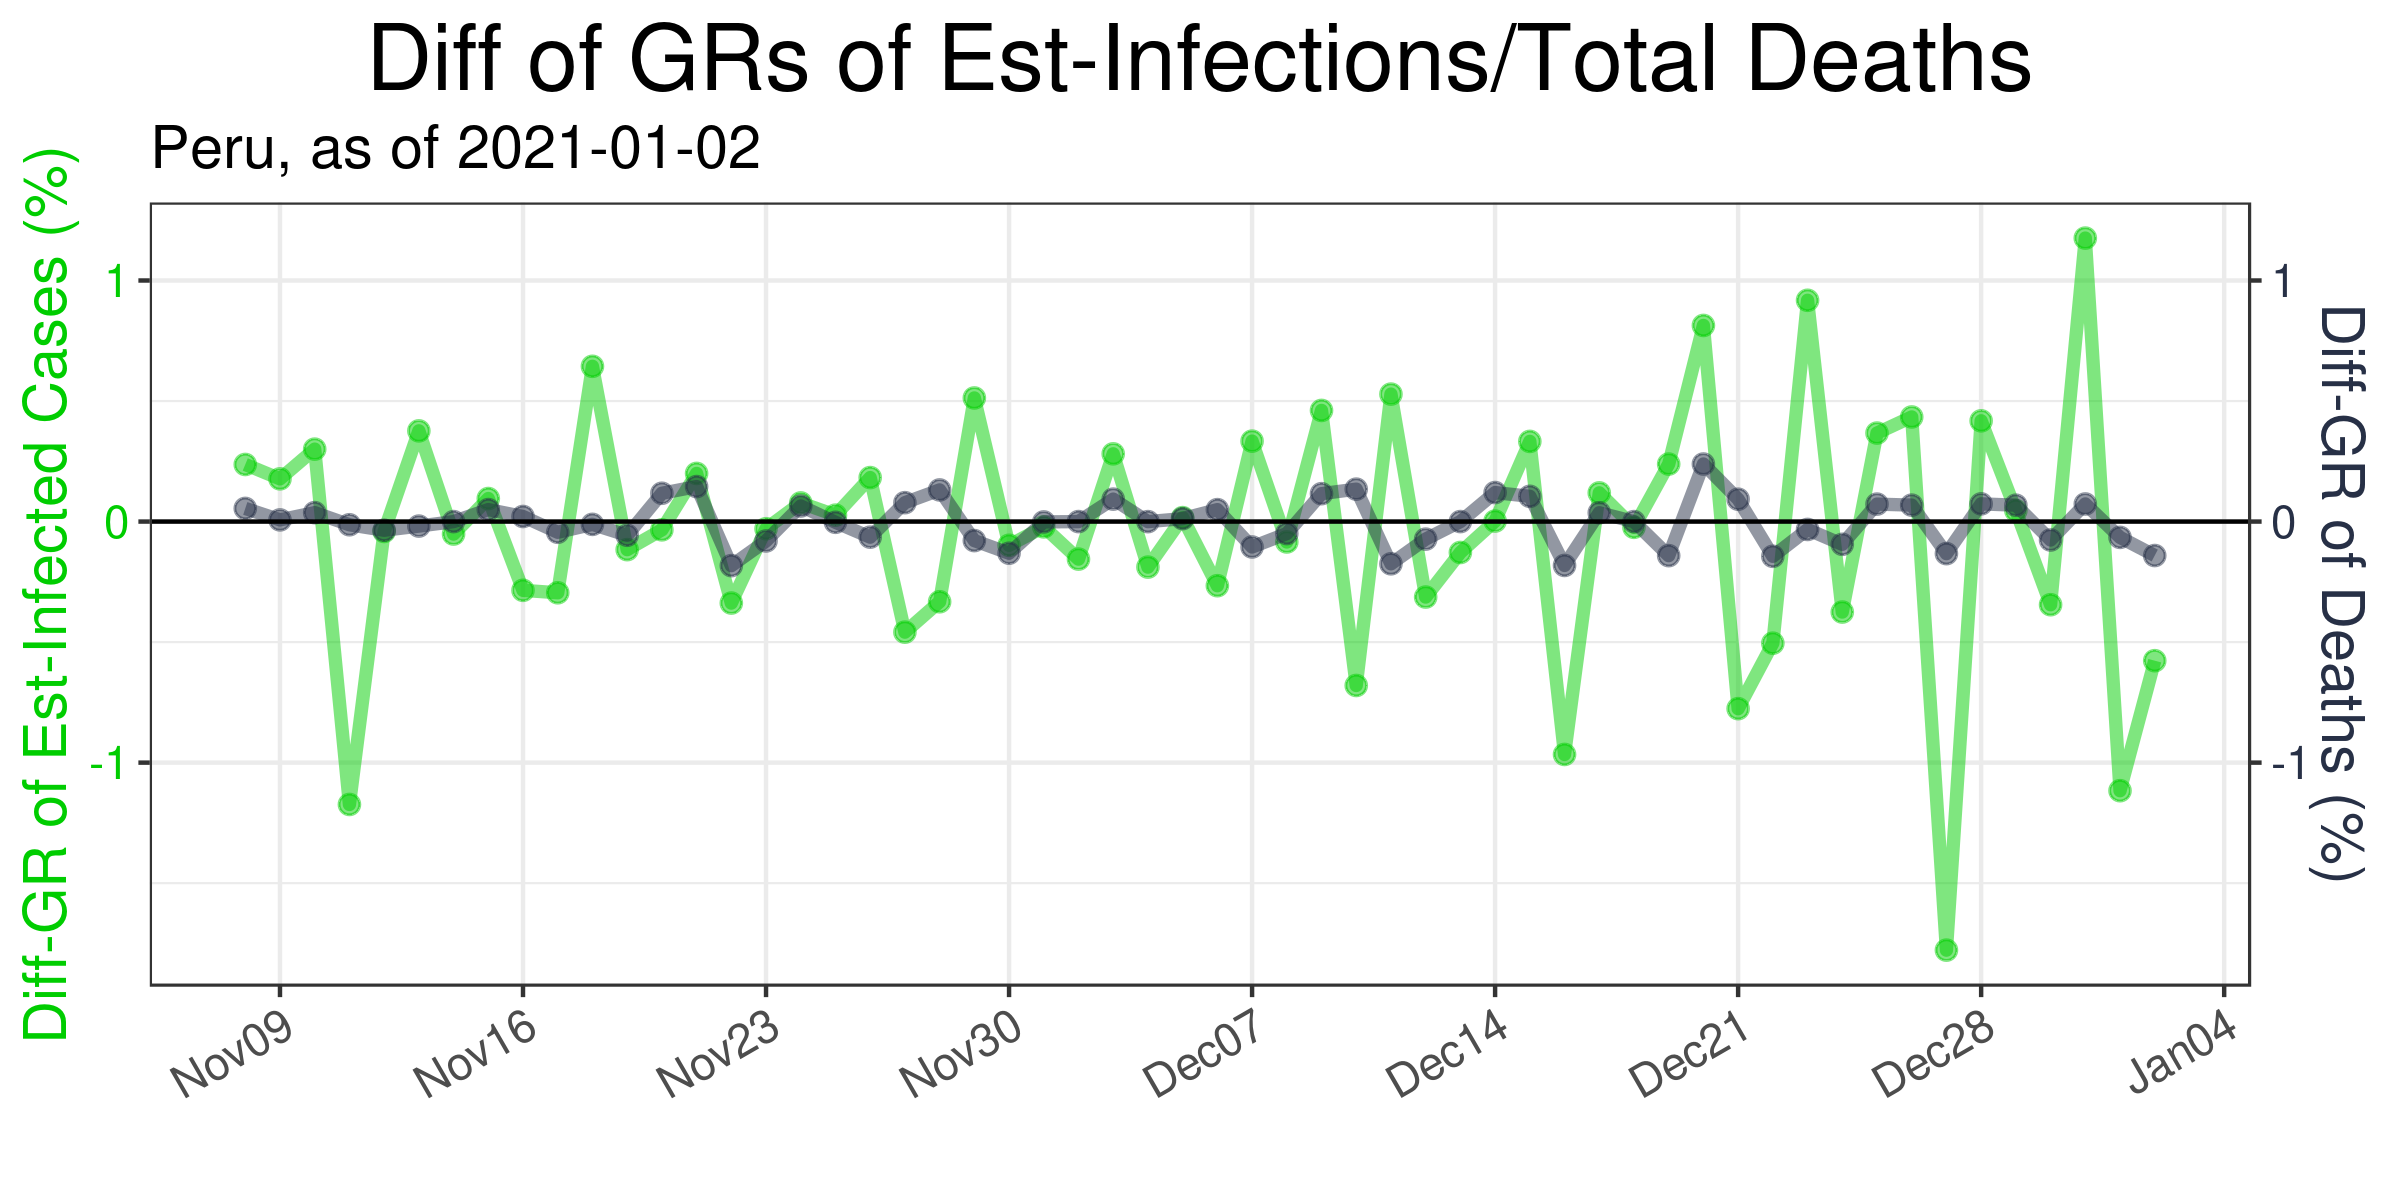 Diff of GRs of Est-Infections/Total Deaths
Peru, as of 2021-01-02
Diff-GR of Est-Infected Cases (%)
1
0
-1
1
0
-1
Diff-GR of Deaths (%)
Nov09
Nov16
Nov23
Nov30
Dec07
Dec14
Dec21
Dec28
Jan04